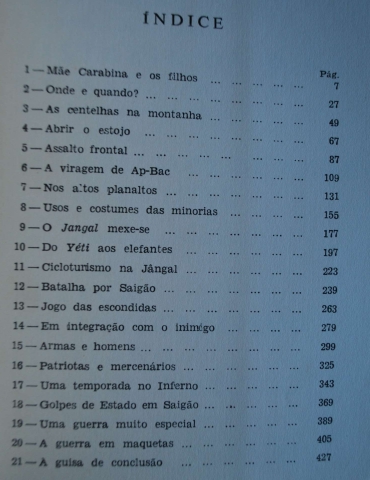 ÍNDICE
Pág.
1 — Mãe Carabina e os filhos ... ... ... ... 7
2 — Onde e quando? ... ... ... ... ... ... 27
3 — As centelhas na montanha ... ... ... ... 49
4 — Abrir o estojo ... ... ... ... ... ... 67
5 — Assalto frontal ... ... ... ... ... ... 87
6 — A viragem de Ap-Bac ... ... ... ... ... 109
7 — Nos altos planaltos ... ... ... ... ... 131
8 — Usos e costumes das minorias ... ... ... 155
9 — O Jangal mexe-se ... ... ... ... ... ... 177
10 — Do Yéti aos elefantes ... ... ... ... ... 197
11 — Cicloturismo na Jângal ... ... ... ... ... 223
12 — Batalha por Saigão ... ... ... ... ... 239
13 — Jogo das escondidas ... ... ... ... ... 263
14 — Em integração com o inimigo ... ... ... 279
15 — Armas e homens ... ... ... ... ... ... 299
16 — Patriotas e mercenários ... ... ... ... 325
17 — Uma temporada no Inferno ... ... ... ... 343
18 — Golpes de Estado em Saigão ... ... ... ... 369
19 — Uma guerra muito especial ... ... ... ... 389
20 — A guerra em maquetas ... ... ... ... ... 405
21 — À guisa de conclusão ... ... ... ... ... 427